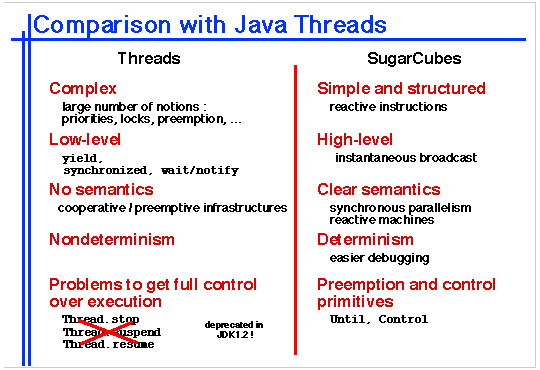 Comparison with Java Threads
Threads
Complex
large number of notions :
priorities, locks, preemption, ...
Low-level
yield,
synchronized, wait/notify
No semantics
cooperative / preemptive infrastructures
Nondeterminism
Problems to get full control
over execution
Thread.stop
Thread.suspend
Thread.resume
deprecated in
JDK1.2 !
SugarCubes
Simple and structured
reactive instructions
High-level
instantaneous broadcast
Clear semantics
synchronous parallelism
reactive machines
Determinism
easier debugging
Preemption and control
primitives
Until, Control